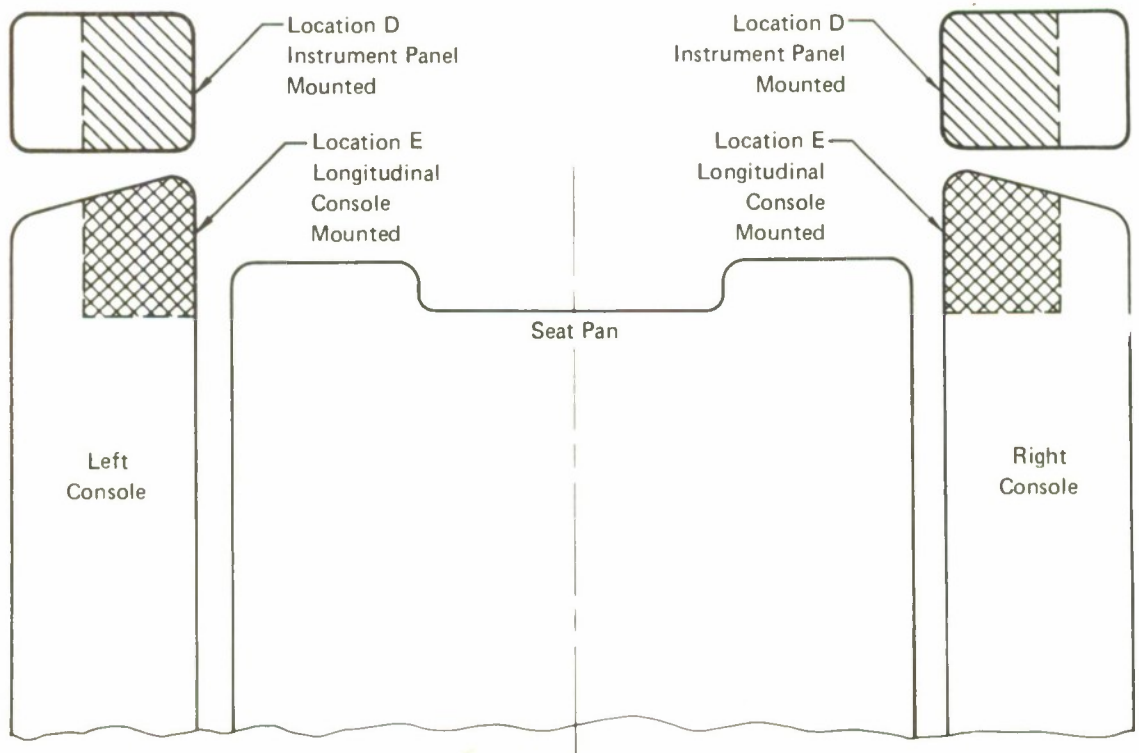 Location D
Instrument Panel
Mounted
Location E
Longitudinal
Console
Mounted
Location D
Instrument Panel
Mounted
Location E
Longitudinal
Console
Mounted
Seat Pan
Left
Console
Right
Console